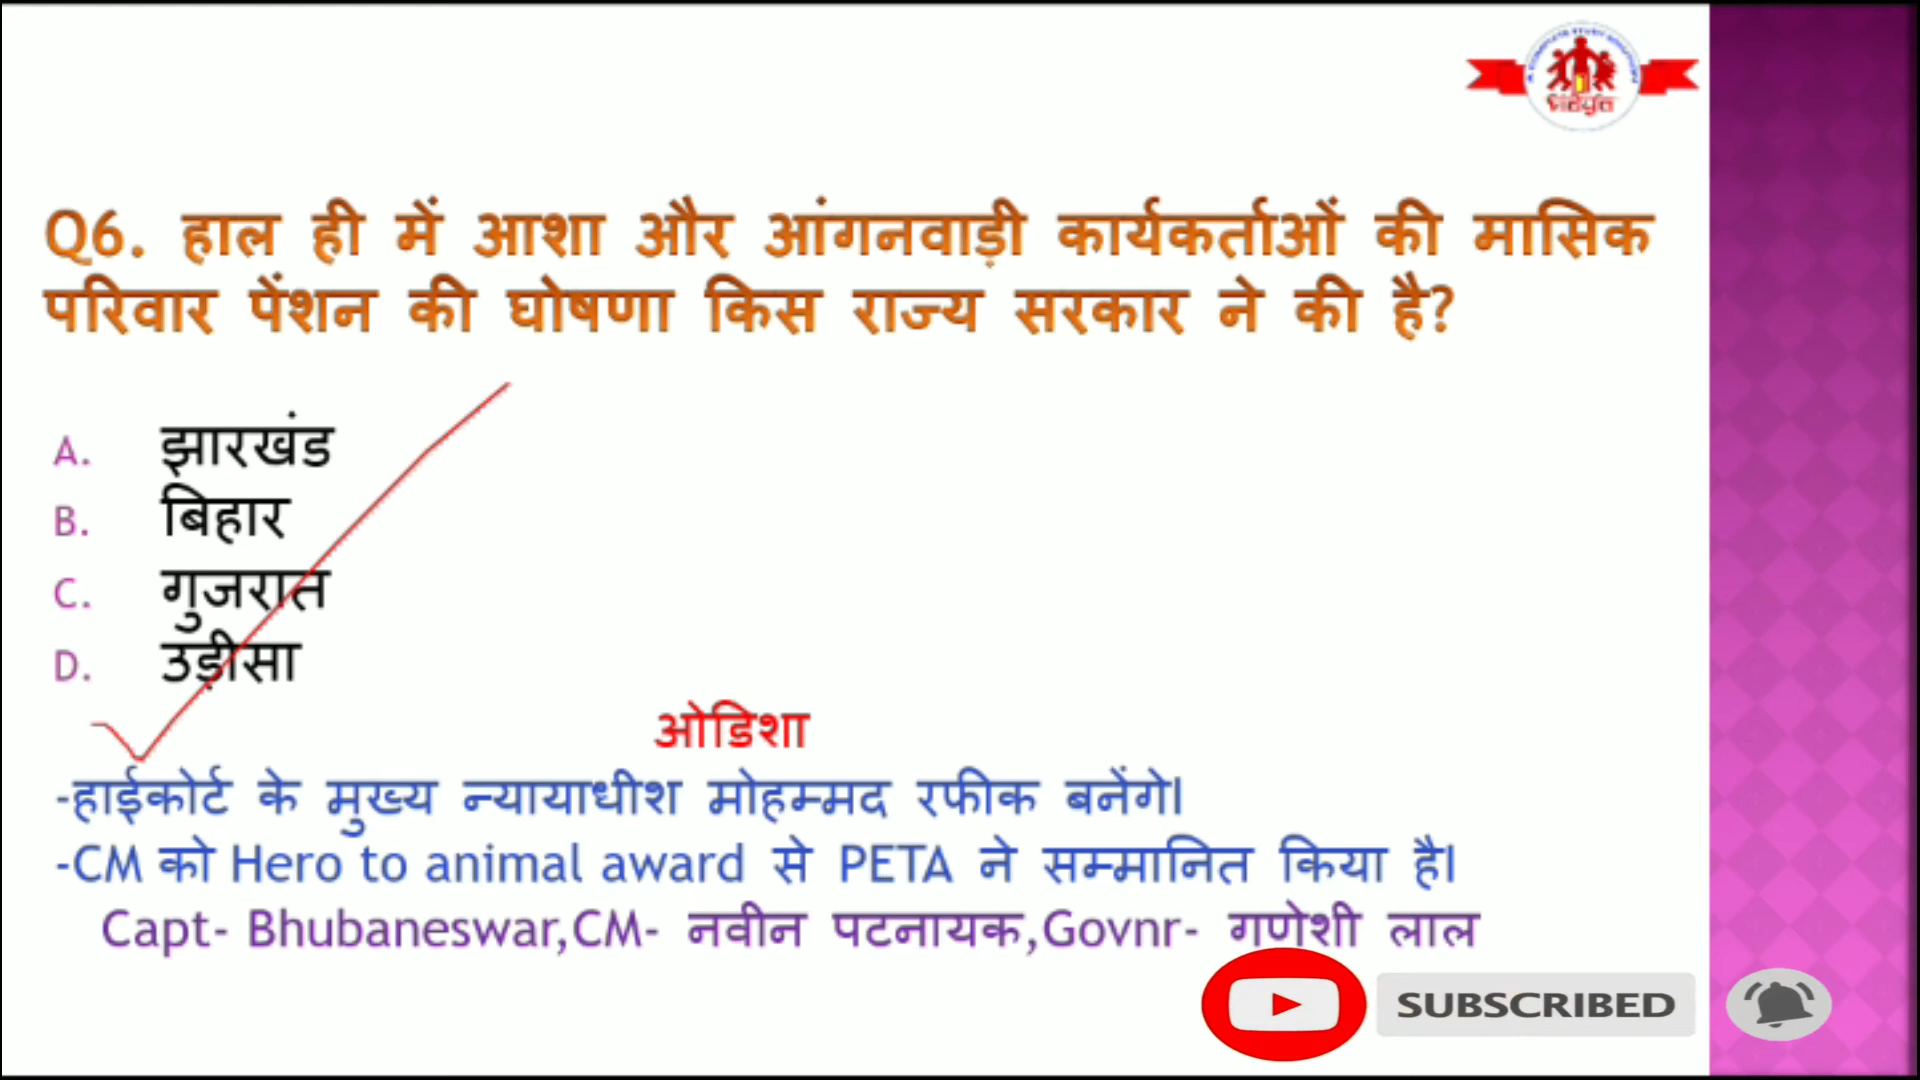 Q6. हाल ही में आशा और आंगनवाड़ी कार्यकर्ताओं की मासिक
परिवार पेंशन की घोषणा किस राज्य सरकार ने की है?
A. झारखंड
B. बिहार
C. गुजरात
D. उड़ीसा
ओडिशा
-हाईकोर्ट के मुख्य न्यायाधीश मोहम्मद रफीक बनेंगे।
-CM को Hero to animal award से PETA ने सम्मानित किया है।
Capt- Bhubaneswar,CM- नवीन पटनायक,Govnr- गणेशी लाल
SUBSCRIBED